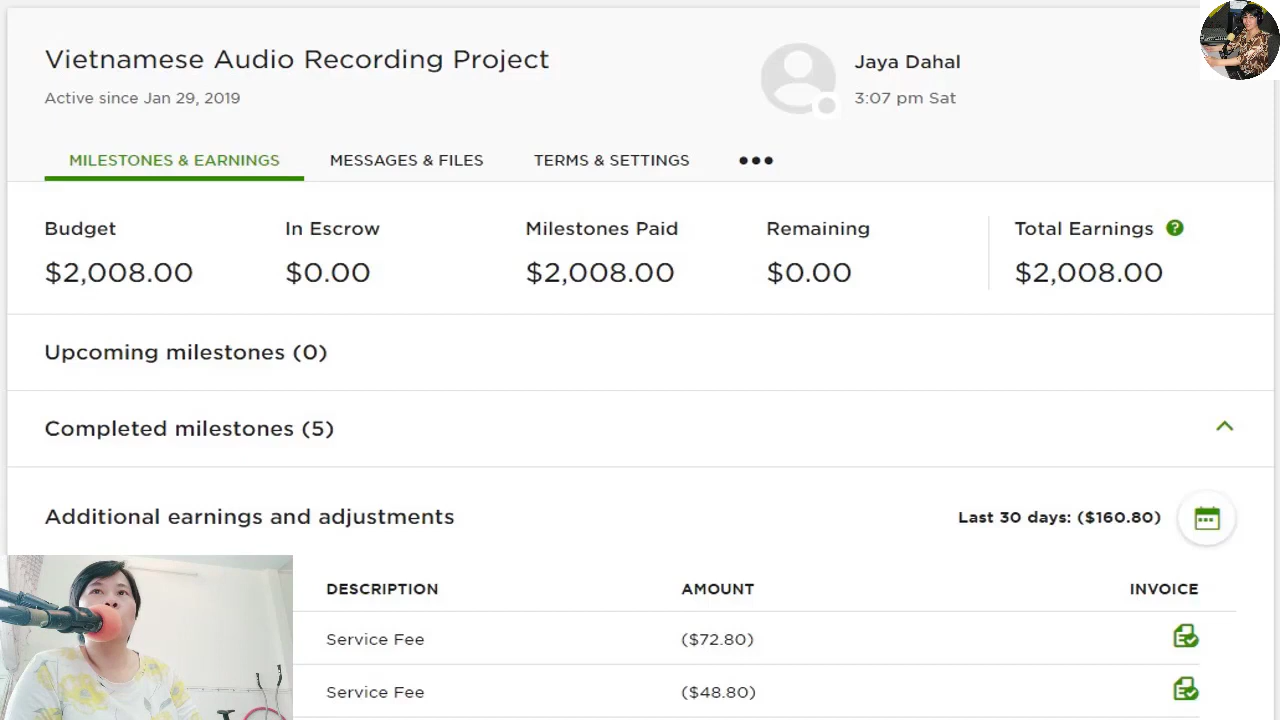 Vietnamese Audio Recording Project
Active since Jan 29, 2019
Jaya Dahal
3:07 pm Sat
MILESTONES & EARNINGS MESSAGES & FILES TERMS & SETTINGS •••
Budget In Escrow Milestones Paid Remaining Total Earnings ?
$2,008.00 $0.00 $2,008.00 $0.00 $2,008.00
Upcoming milestones (0)
Completed milestones (5)
Additional earnings and adjustments Last 30 days: ($160.80)
DESCRIPTION AMOUNT INVOICE
Service Fee ($72.80)
Service Fee ($48.80)